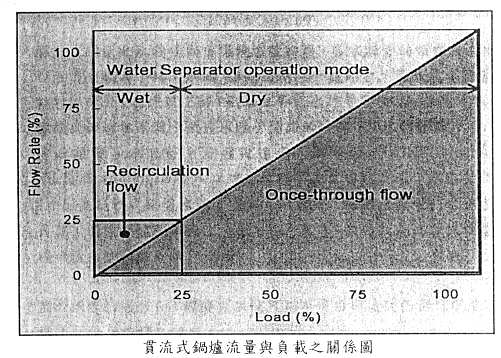 Water Separator operation mode
Wet
Dry
Recirculation
flow
Once-through flow
Flow Rate (%)
100
75
50
25
0
0
25
50
75
100
Load (%)
貫流式鍋爐流量與負載之關係圖